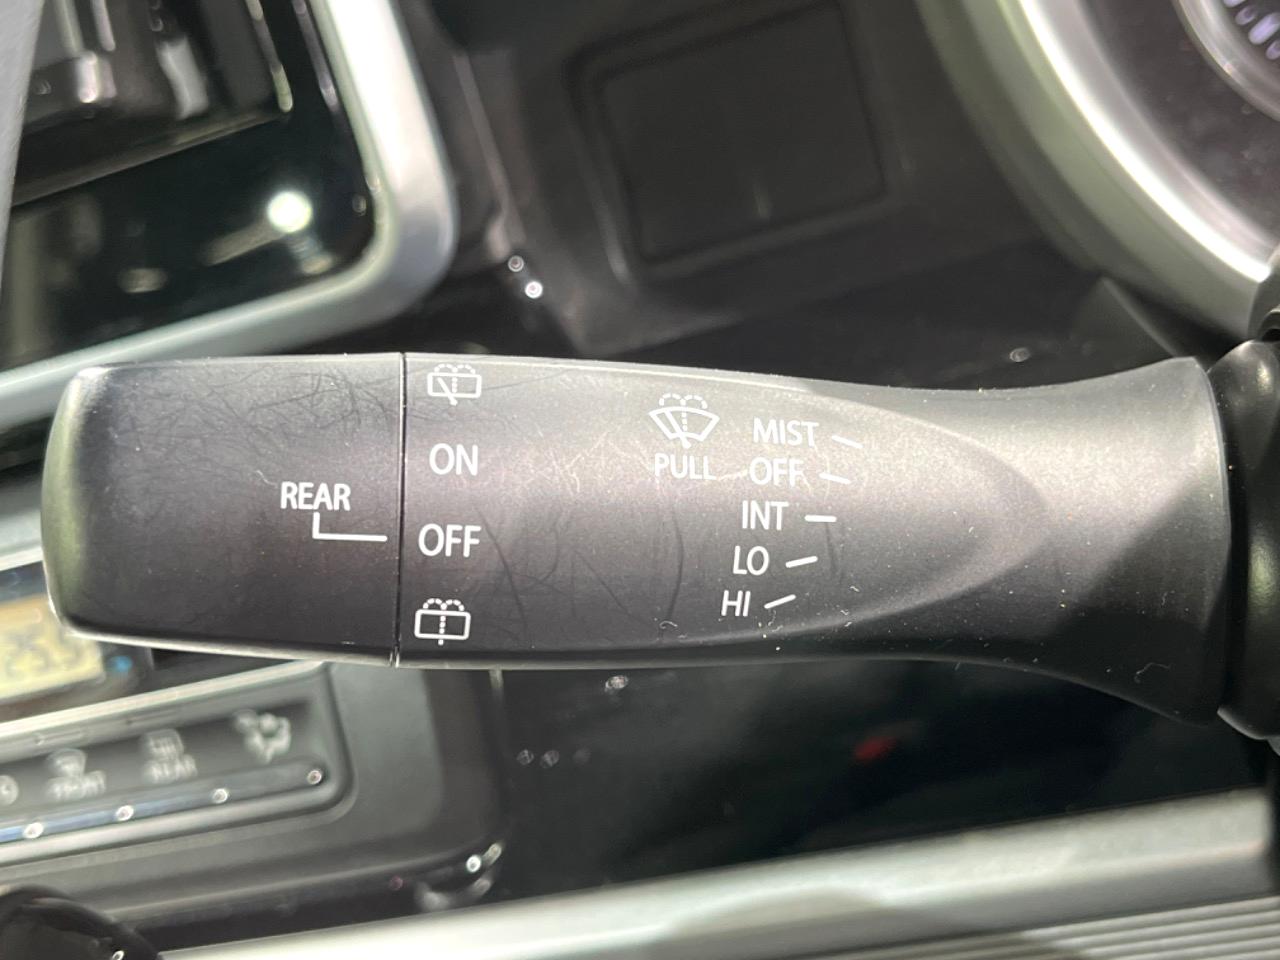 REAR
ON
OFF
PULL
MIST
OFF
INT
LO
HI